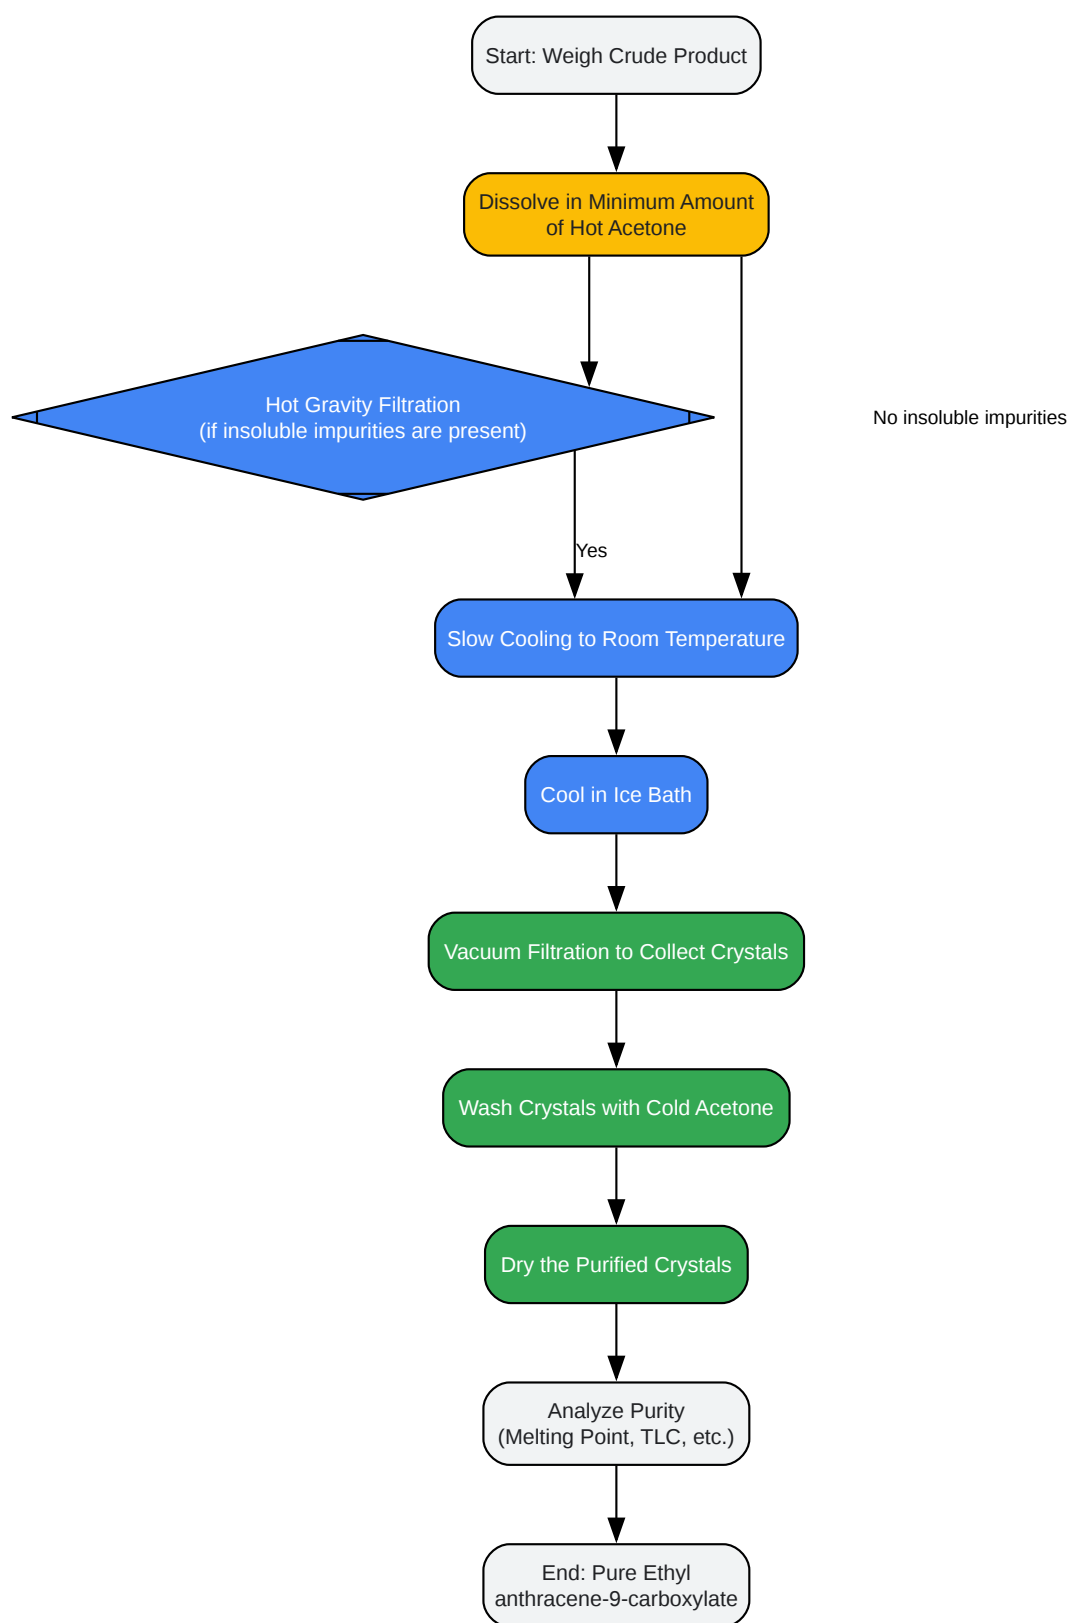 Start: Weigh Crude Product
Dissolve in Minimum Amount
of Hot Acetone
Hot Gravity Filtration
(if insoluble impurities are present)
No insoluble impurities
Yes
Slow Cooling to Room Temperature
Cool in Ice Bath
Vacuum Filtration to Collect Crystals
Wash Crystals with Cold Acetone
Dry the Purified Crystals
Analyze Purity
(Melting Point, TLC, etc.)
End: Pure Ethyl
anthracene-9-carboxylate